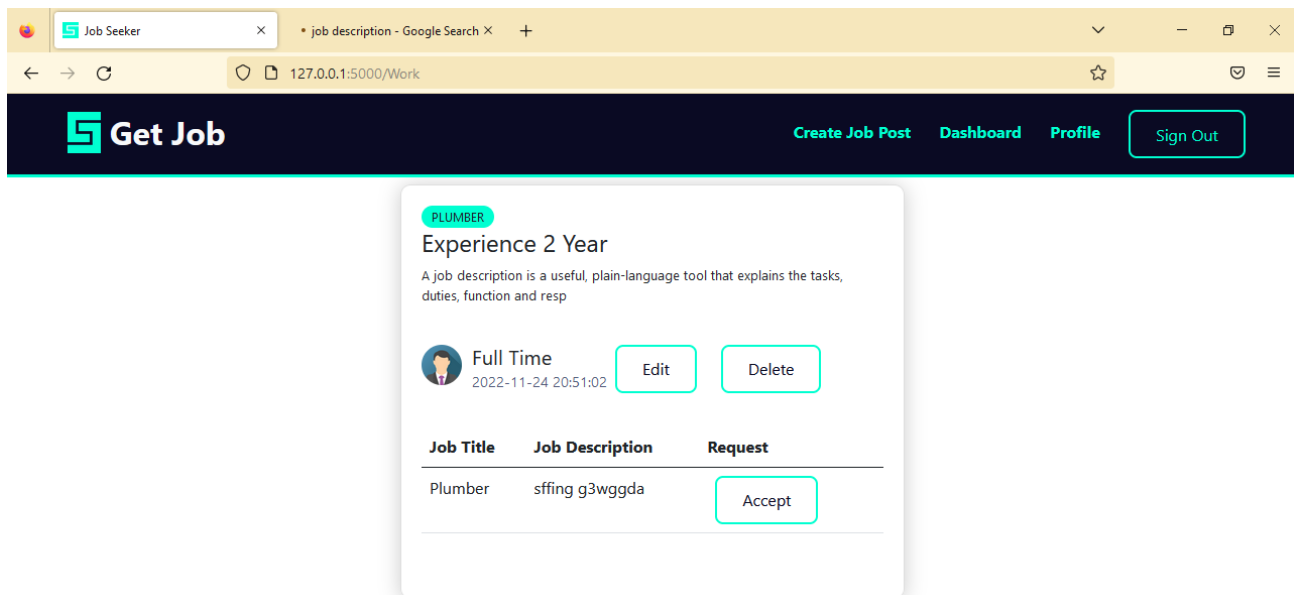 Job Seeker
job description - Google Search
127.0.0.1:5000/Work
Get Job
Create Job Post Dashboard Profile Sign Out
PLUMBER
Experience 2 Year
A job description is a useful, plain-language tool that explains the tasks,
duties, function and resp
Full Time
2022-11-24 20:51:02
Edit Delete
Job Title Job Description Request
Plumber sffing g3wggda Accept